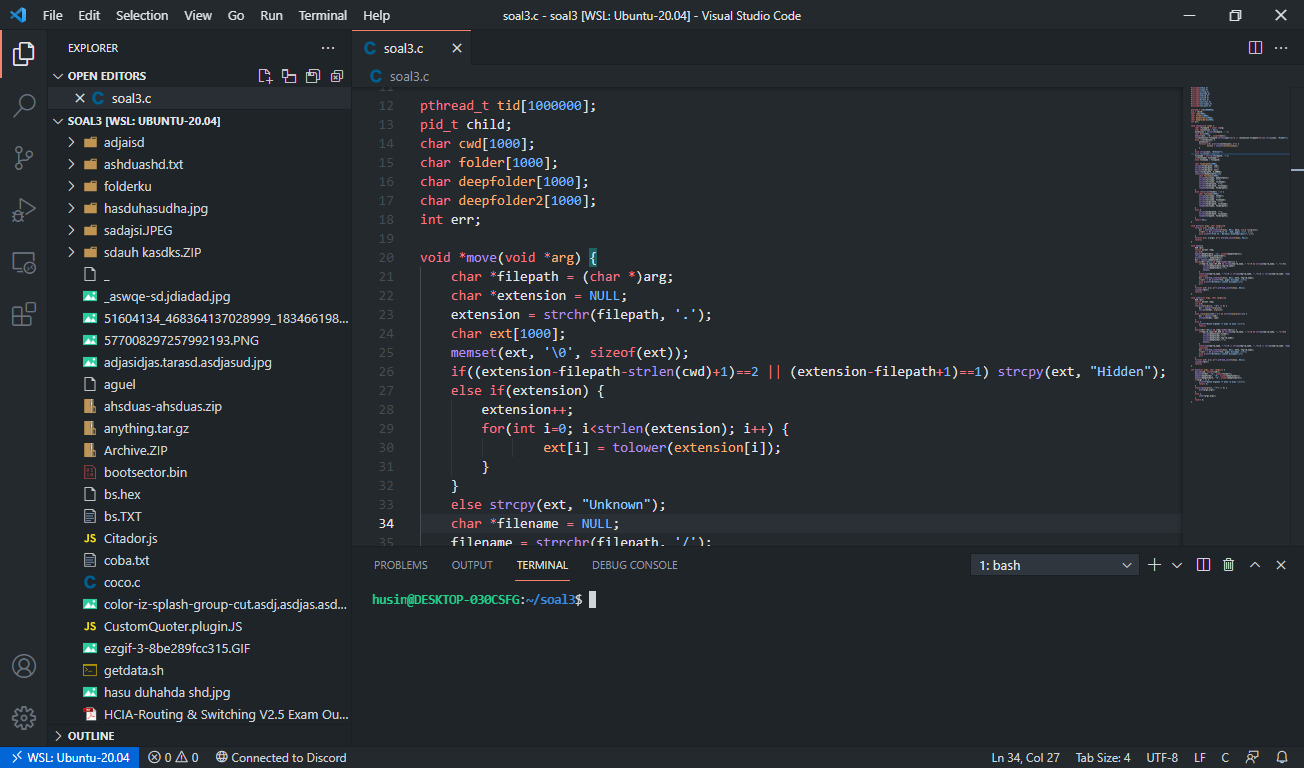 File Edit Selection View Go Run Terminal Help soal3.c - soal3 [WSL: Ubuntu-20.04] - Visual Studio Code
EXPLORER
OPEN EDITORS
soal3.c
SOAL3 [WSL: UBUNTU-20.04]
adjaisd
ashduashd.txt
folderku
hasduhasudha.jpg
sadajsi.JPEG
sdauh kasdks.ZIP
_
_aswqe-sd.jdiadad.jpg
51604134_468364137028999_183466198...
577008297257992193.PNG
adjasidjas.tarasd.asdjasud.jpg
aguel
ahsduas-ahsduas.zip
anything.tar.gz
Archive.ZIP
bootsector.bin
bs.hex
bs.TXT
JS Citador.js
coba.txt
C coco.c
color-iz-splash-group-cut.asdj.asdjas.asd...
JS CustomQuoter.plugin.JS
ezgif-3-8be289fcc315.GIF
getdata.sh
hasu duhahda shd.jpg
HCIA-Routing & Switching V2.5 Exam Ou...
OUTLINE
C soal3.c
C soal3.c
11
12 pthread_t tid[1000000];
13 pid_t child;
14 char cwd[1000];
15 char folder[1000];
16 char deepfolder[1000];
17 char deepfolder2[1000];
18 int err;
19
20 void *move(void *arg) {
21 char *filepath = (char *)arg;
22 char *extension = NULL;
23 extension = strchr(filepath, '.');
24 char ext[1000];
25 memset(ext, '\0', sizeof(ext));
26 if((extension-filepath-strlen(cwd)+1)==2 || (extension-filepath+1)==1) strcpy(ext, "Hidden");
27 else if(extension) {
28 extension++;
29 for(int i=0; i<strlen(extension); i++) {
30 ext[i] = tolower(extension[i]);
31 }
32 }
33 else strcpy(ext, "Unknown");
34 char *filename = NULL;
35 filename = strrchr(filepath, '/');
PROBLEMS OUTPUT TERMINAL DEBUG CONSOLE 1: bash
husin@DESKTOP-030CSFG:~/soal3$
WSL: Ubuntu-20.04 0 0 Connected to Discord Ln 34, Col 27 Tab Size: 4 UTF-8 LF C